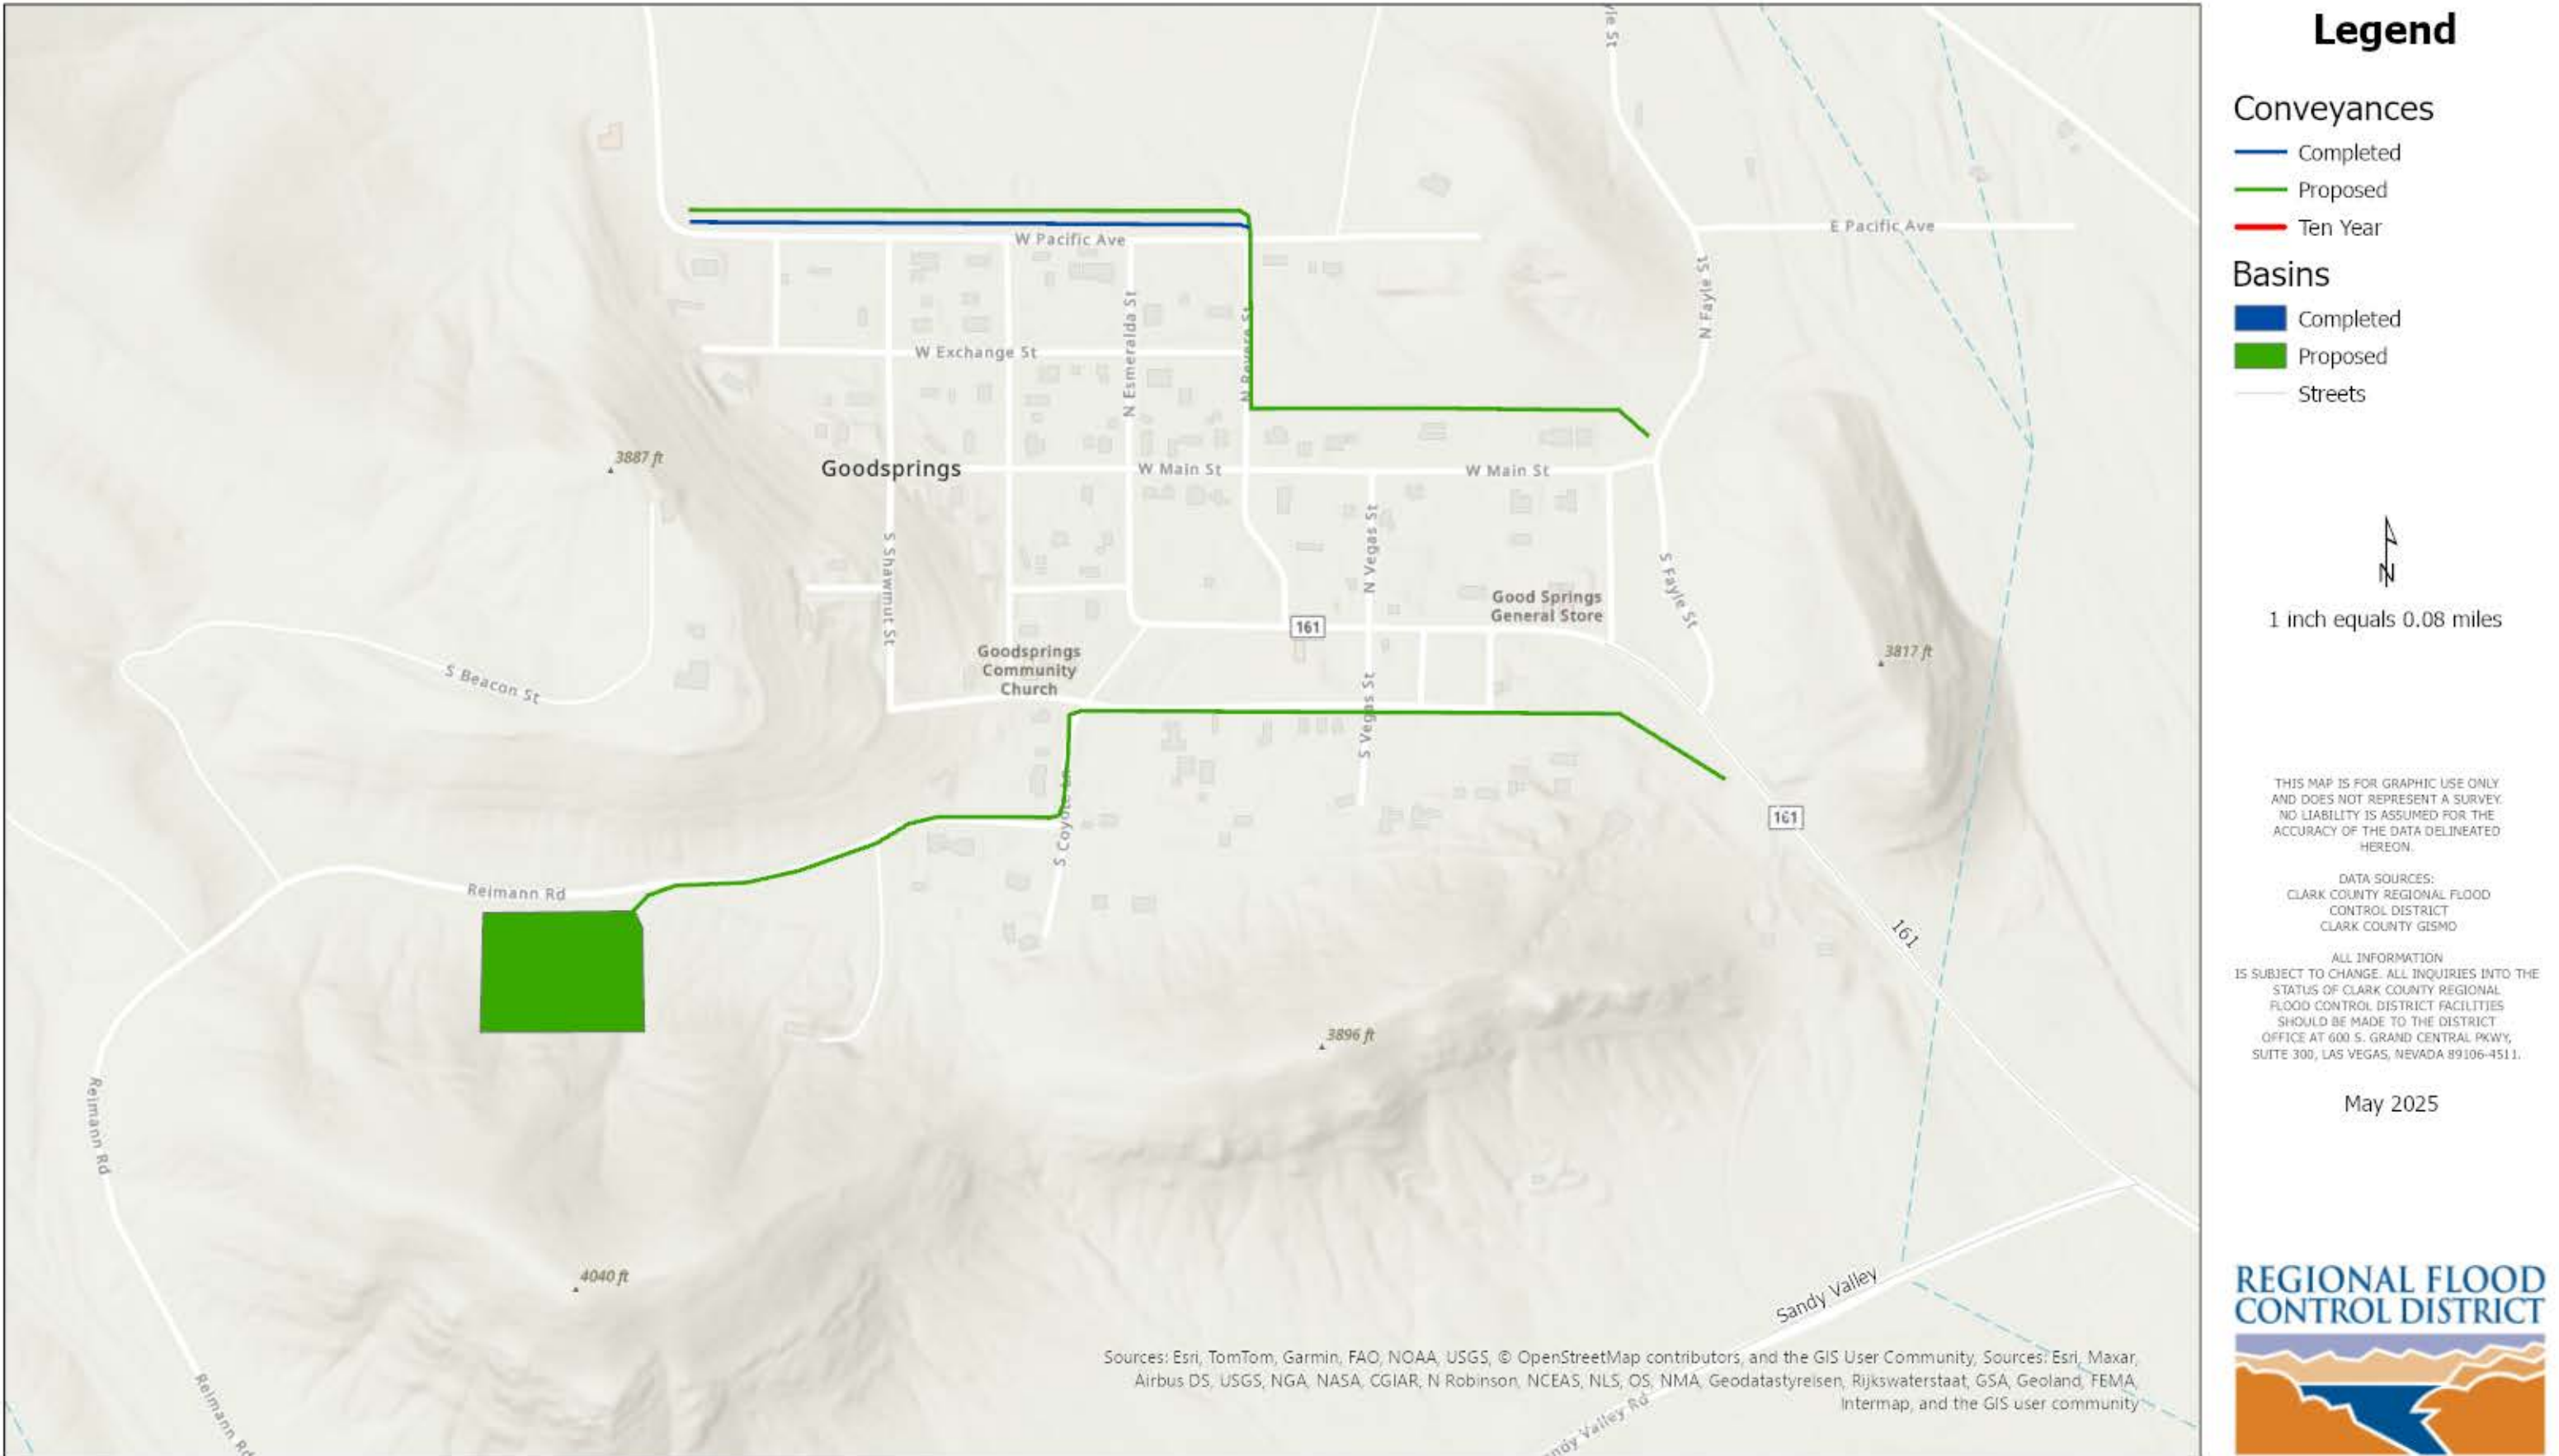 yle St
W Pacific Ave
E Pacific Ave
N Fayle St
N Esmeralda St
N Revere St
W Exchange St
3887 ft
Goodsprings
W Main St
W Main St
N Vegas St
S Shawmut St
S Fayle St
Good Springs
General Store
161
Goodsprings
Community
Church
3817 ft
S Beacon St
S Vegas St
S Coyote Ln
161
Reimann Rd
161
3896 ft
Reimann Rd
4040 ft
Sandy Valley
Reimann Rd
ndy Valley Rd
Sources: Esri, TomTom, Garmin, FAO, NOAA, USGS, © OpenStreetMap contributors, and the GIS User Community, Sources: Esri, Maxar,
Airbus DS, USGS, NGA, NASA, CGIAR, N Robinson, NCEAS, NLS, OS, NMA, Geodatastyrelsen, Rijkswaterstaat, GSA, Geoland, FEMA,
Intermap, and the GIS user community
Legend
Conveyances
Completed
Proposed
Ten Year
Basins
Completed
Proposed
Streets
N
1 inch equals 0.08 miles
THIS MAP IS FOR GRAPHIC USE ONLY
AND DOES NOT REPRESENT A SURVEY.
NO LIABILITY IS ASSUMED FOR THE
ACCURACY OF THE DATA DELINEATED
HEREON.
DATA SOURCES:
CLARK COUNTY REGIONAL FLOOD
CONTROL DISTRICT
CLARK COUNTY GISMO
ALL INFORMATION
IS SUBJECT TO CHANGE. ALL INQUIRIES INTO THE
STATUS OF CLARK COUNTY REGIONAL
FLOOD CONTROL DISTRICT FACILITIES
SHOULD BE MADE TO THE DISTRICT
OFFICE AT 600 S. GRAND CENTRAL PKWY,
SUITE 300, LAS VEGAS, NEVADA 89106-4511.
May 2025
REGIONAL FLOOD
CONTROL DISTRICT